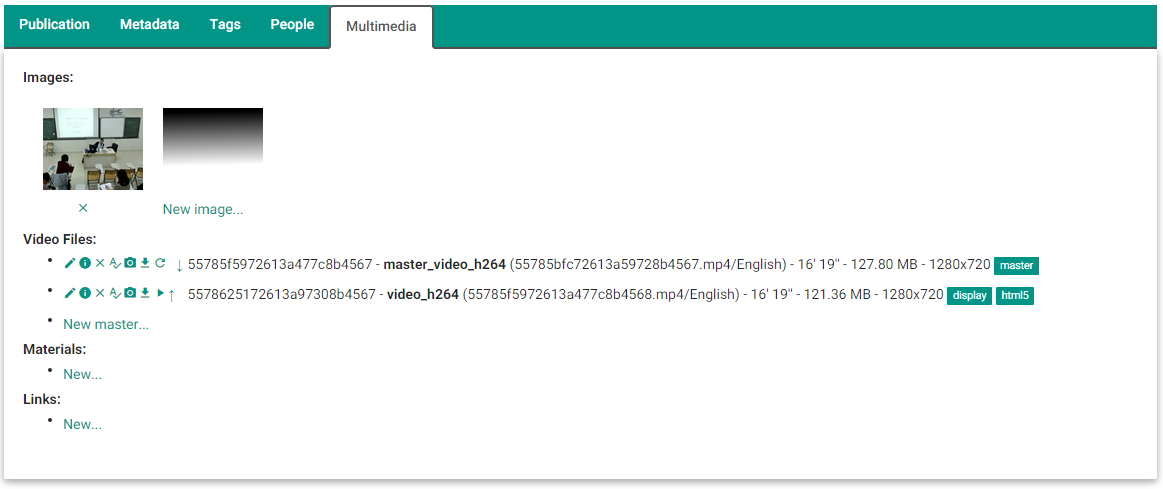 Publication Metadata Tags People Multimedia
Images:
New image...
Video Files:
55785f5972613a477c8b4567 - master_video_h264 (55785bfc72613a59728b4567.mp4/English) - 16' 19'' - 127.80 MB - 1280x720 master
5578625172613a97308b4567 - video_h264 (55785f5972613a477c8b4568.mp4/English) - 16' 19'' - 121.36 MB - 1280x720 display html5
New master...
Materials:
New...
Links:
New...